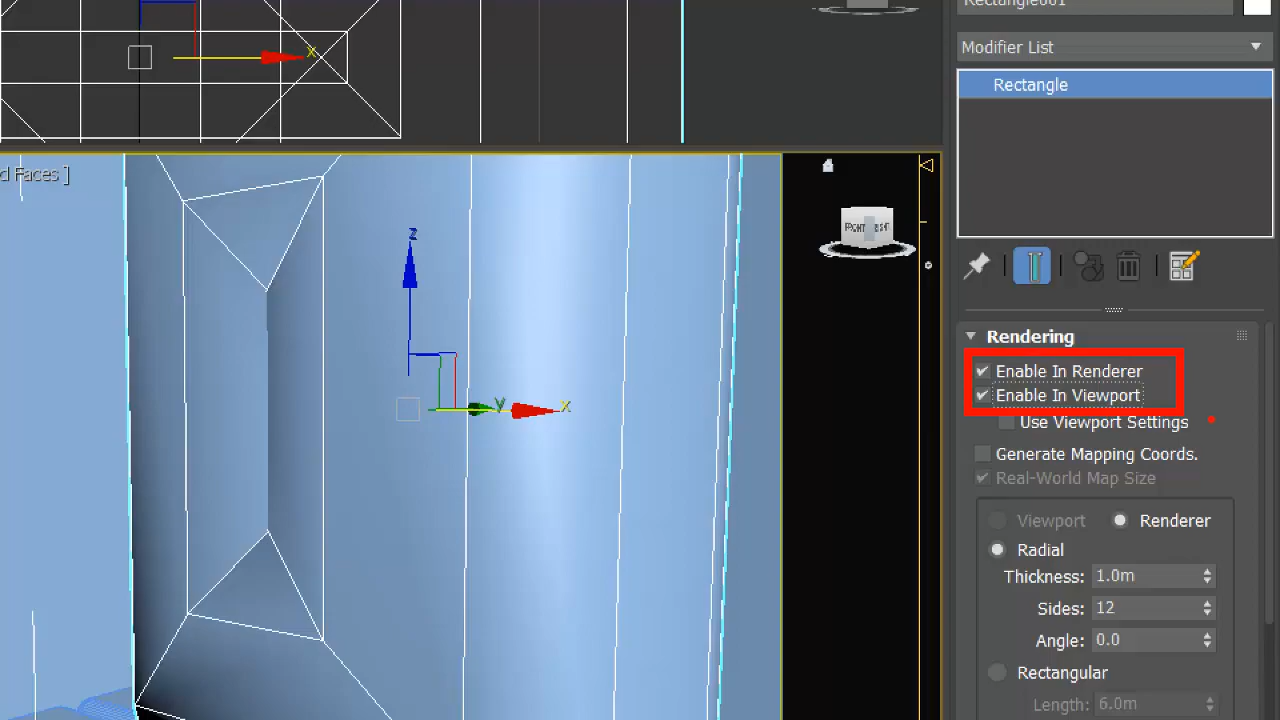 Rectangle001
Modifier List
Rectangle
X
d Faces ]
Z
Y
X
FRONT
Rendering
Enable In Renderer
Enable In Viewport
Use Viewport Settings
Generate Mapping Coords.
Real-World Map Size
Viewport
Renderer
Radial
Thickness: 1.0m
Sides: 12
Angle: 0.0
Rectangular
Length: 6.0m